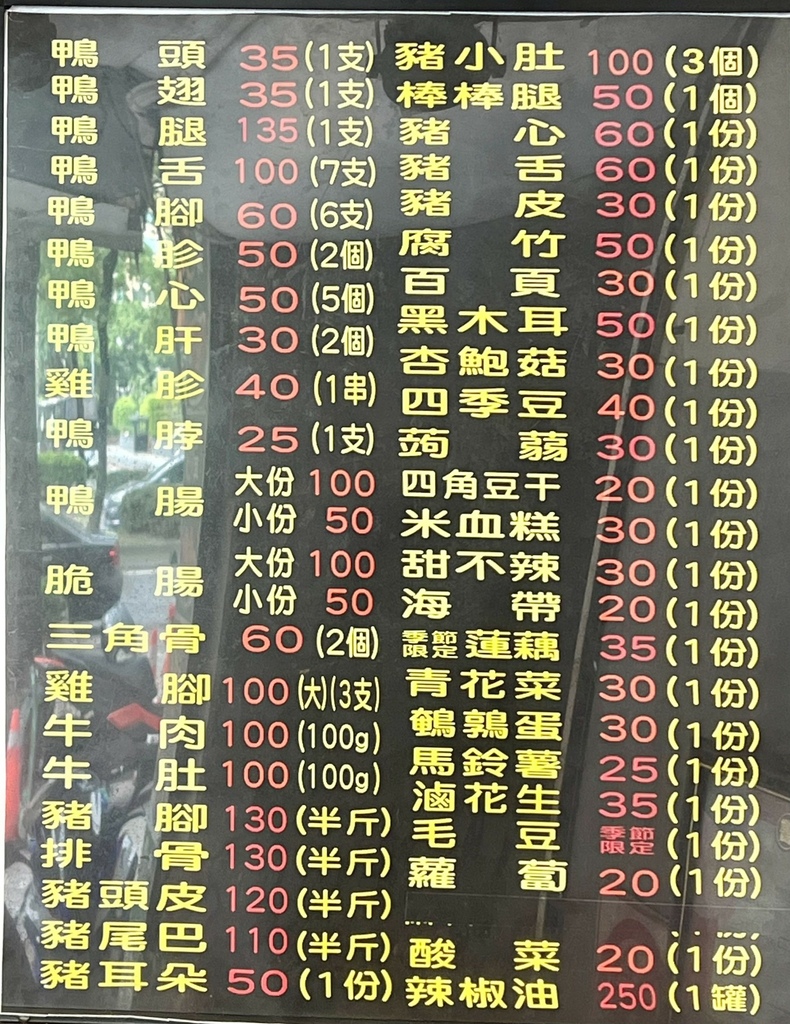 鴨頭 35(1支)
鴨翅 35(1支)
鴨腿 135(1支)
鴨舌 100(7支)
鴨腳 60(6支)
鴨胗 50(2個)
鴨心 50(5個)
鴨肝 30(2個)
雞胗 40(1串)
鴨脖 25(1支)
鴨腸 大份 100
小份 50
脆腸 大份 100
小份 50
三角骨 60(2個)
雞腳 100(大)(3支)
牛肉 100(100g)
牛肚 100(100g)
豬腳 130(半斤)
排骨 130(半斤)
豬頭皮 120(半斤)
豬尾巴 110(半斤)
豬耳朵 50(1份)
豬小肚 100(3個)
棒棒腿 50(1個)
豬心 60(1份)
豬舌 60(1份)
豬皮 30(1份)
腐竹 50(1份)
百頁 30(1份)
黑木耳 50(1份)
杏鮑菇 30(1份)
四季豆 40(1份)
蒟蒻 30(1份)
四角豆干 20(1份)
米血糕 30(1份)
甜不辣 30(1份)
海帶 20(1份)
季節限定蓮藕 35(1份)
青花菜 30(1份)
鵪鶉蛋 30(1份)
馬鈴薯 25(1份)
滷花生 35(1份)
毛豆 季節限定(1份)
蘿蔔 20(1份)
酸菜 20(1份)
辣椒油 250(1罐)